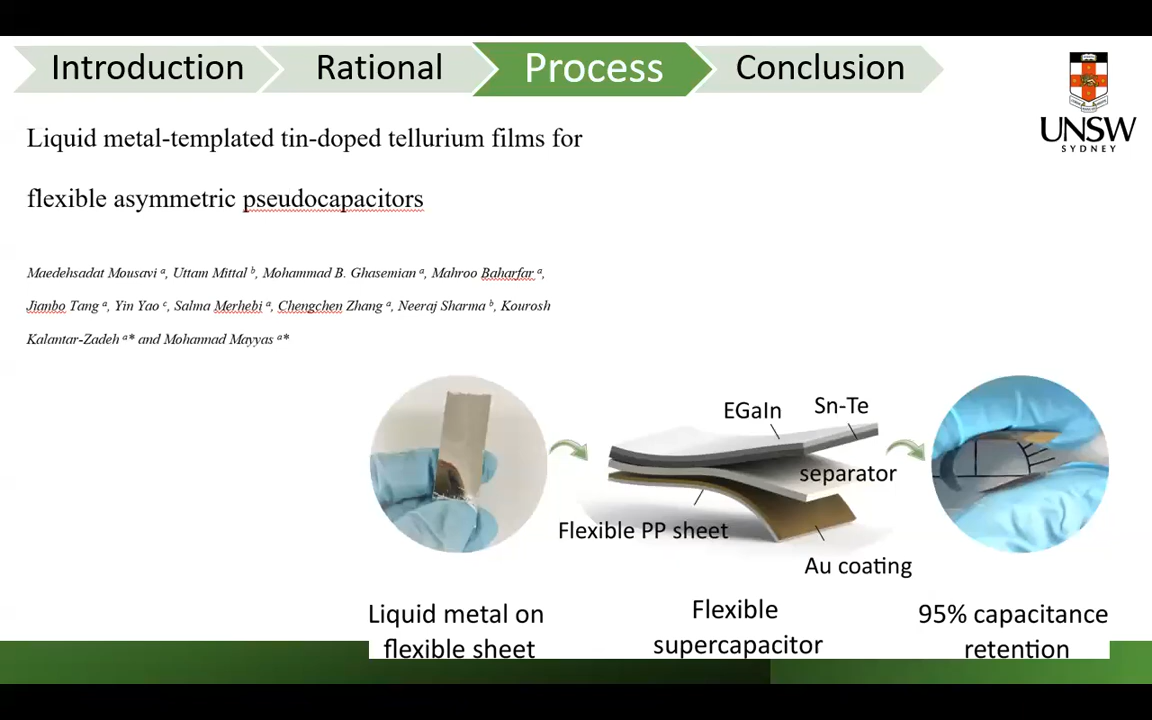 Introduction
Rational
Process
Conclusion
UNSW
SYDNEY
Liquid metal-templated tin-doped tellurium films for
flexible asymmetric pseudocapacitors
Maedehsadat Mousavi ᵃ, Uttam Mittal ᵇ, Mohammad B. Ghasemian ᵃ, Mahroo Baharfar ᵃ,
Jianbo Tang ᵃ, Yin Yao ᶜ, Salma Merhebi ᵃ, Chengchen Zhang ᵃ, Neeraj Sharma ᵇ, Kourosh
Kalantar-Zadeh ᵃ* and Mohannad Mayyas ᵃ*
EGaIn
Sn-Te
separator
Flexible PP sheet
Au coating
Liquid metal on
flexible sheet
Flexible
supercapacitor
95% capacitance
retention